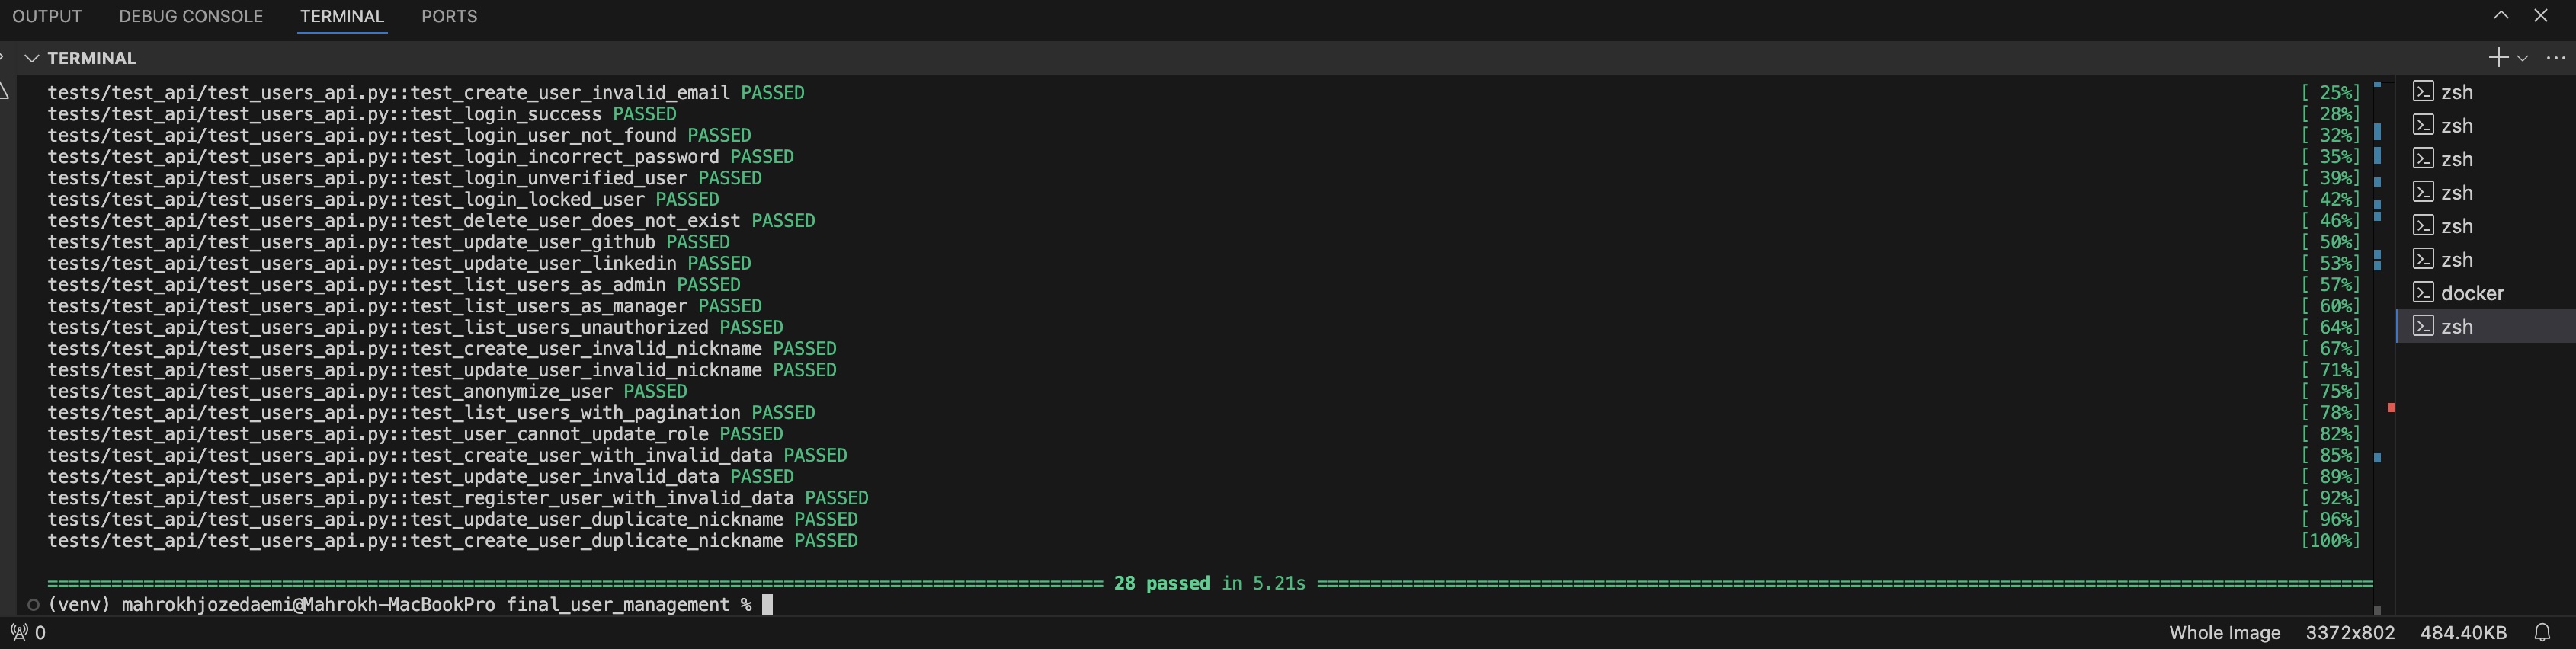 OUTPUT DEBUG CONSOLE TERMINAL PORTS
TERMINAL
tests/test_api/test_users_api.py::test_create_user_invalid_email PASSED [ 25%]
tests/test_api/test_users_api.py::test_login_success PASSED [ 28%]
tests/test_api/test_users_api.py::test_login_user_not_found PASSED [ 32%]
tests/test_api/test_users_api.py::test_login_incorrect_password PASSED [ 35%]
tests/test_api/test_users_api.py::test_login_unverified_user PASSED [ 39%]
tests/test_api/test_users_api.py::test_login_locked_user PASSED [ 42%]
tests/test_api/test_users_api.py::test_delete_user_does_not_exist PASSED [ 46%]
tests/test_api/test_users_api.py::test_update_user_github PASSED [ 50%]
tests/test_api/test_users_api.py::test_update_user_linkedin PASSED [ 53%]
tests/test_api/test_users_api.py::test_list_users_as_admin PASSED [ 57%]
tests/test_api/test_users_api.py::test_list_users_as_manager PASSED [ 60%]
tests/test_api/test_users_api.py::test_list_users_unauthorized PASSED [ 64%]
tests/test_api/test_users_api.py::test_create_user_invalid_nickname PASSED [ 67%]
tests/test_api/test_users_api.py::test_update_user_invalid_nickname PASSED [ 71%]
tests/test_api/test_users_api.py::test_anonymize_user PASSED [ 75%]
tests/test_api/test_users_api.py::test_list_users_with_pagination PASSED [ 78%]
tests/test_api/test_users_api.py::test_user_cannot_update_role PASSED [ 82%]
tests/test_api/test_users_api.py::test_create_user_with_invalid_data PASSED [ 85%]
tests/test_api/test_users_api.py::test_update_user_invalid_data PASSED [ 89%]
tests/test_api/test_users_api.py::test_register_user_with_invalid_data PASSED [ 92%]
tests/test_api/test_users_api.py::test_update_user_duplicate_nickname PASSED [ 96%]
tests/test_api/test_users_api.py::test_create_user_duplicate_nickname PASSED [100%]
28 passed in 5.21s
(venv) mahrokhjozedaemi@Mahrokh-MacBookPro final_user_management %
zsh
zsh
zsh
zsh
zsh
zsh
docker
zsh
0 Whole Image 3372x802 484.40KB